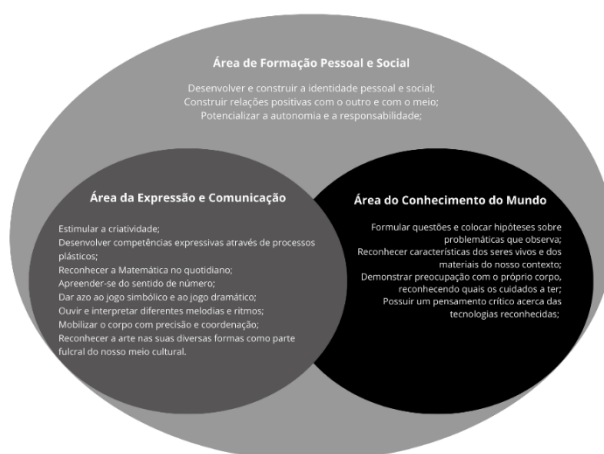 Área de Formação Pessoal e Social
Desenvolver e construir a identidade pessoal e social;
Construir relações positivas com o outro e com o meio;
Potencializar a autonomia e a responsabilidade;
Área da Expressão e Comunicação
Estimular a criatividade;
Desenvolver competências expressivas através de processos
plásticos;
Reconhecer a Matemática no quotidiano;
Apreender-se do sentido de número;
Dar azo ao jogo simbólico e ao jogo dramático;
Ouvir e interpretar diferentes melodias e ritmos;
Mobilizar o corpo com precisão e coordenação;
Reconhecer a arte nas suas diversas formas como parte
fulcral do nosso meio cultural.
Área do Conhecimento do Mundo
Formular questões e colocar hipóteses sobre
problemáticas que observa;
Reconhecer características dos seres vivos e dos
materiais do nosso contexto;
Demonstrar preocupação com o próprio corpo,
reconhecendo quais os cuidados a ter;
Possuir um pensamento crítico acerca das
tecnologias reconhecidas;